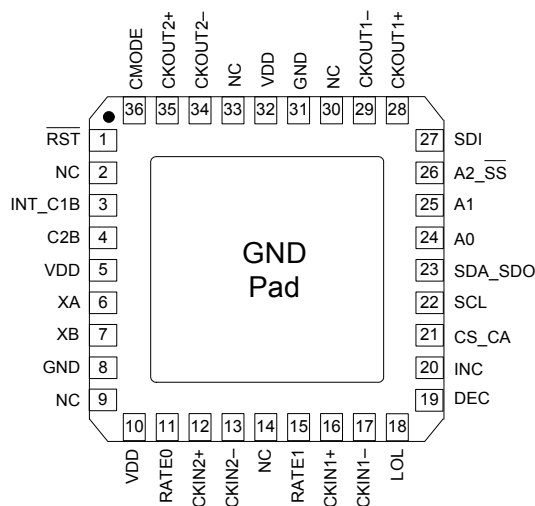 CMODE
CKOUT2+
CKOUT2–
NC
VDD
GND
NC
CKOUT1–
CKOUT1+
36 35 34 33 32 31 30 29 28
RST 1
NC 2
INT_C1B 3
C2B 4
VDD 5
XA 6
XB 7
GND 8
NC 9
GND
Pad
27 SDI
26 A2_SS
25 A1
24 A0
23 SDA_SDO
22 SCL
21 CS_CA
20 INC
19 DEC
10 11 12 13 14 15 16 17 18
VDD
RATE0
CKIN2+
CKIN2–
NC
RATE1
CKIN1+
CKIN1–
LOL